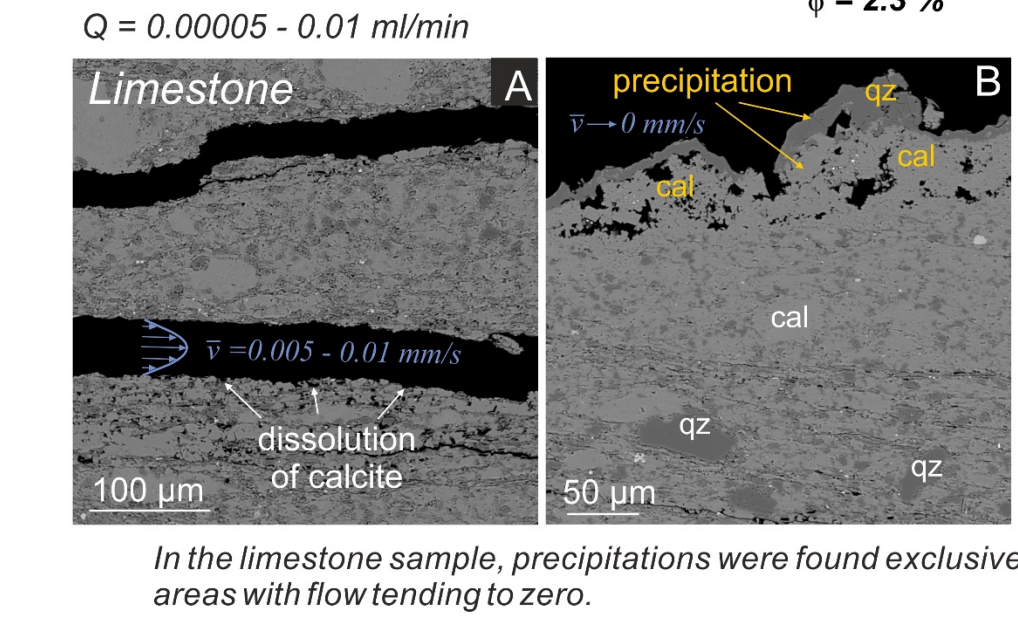 Q = 0.00005 - 0.01 ml/min
ϕ = 2.3 %
Limestone
A
v̅ =0.005 - 0.01 mm/s
dissolution
of calcite
100 µm
precipitation
B
qz
v̅→0 mm/s
cal
cal
cal
qz
qz
50 µm
In the limestone sample, precipitations were found exclusive
areas with flow tending to zero.